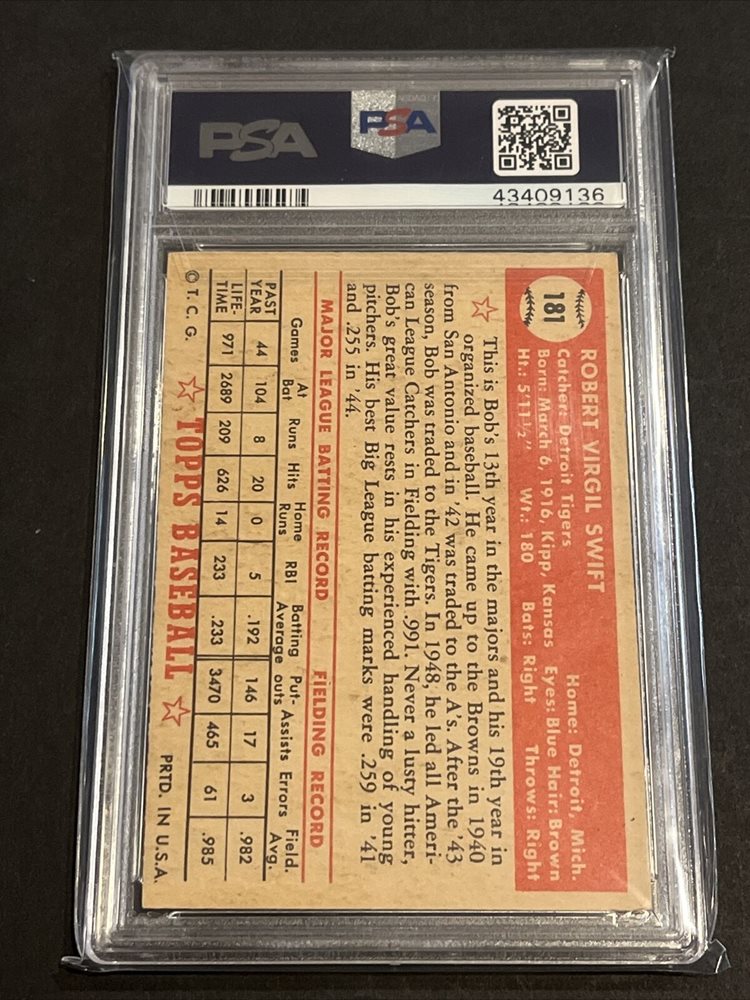 PSA
PSA
43409136
181
ROBERT VIRGIL SWIFT
Catcher: Detroit Tigers Home: Detroit, Mich.
Born: March 6, 1916, Kipp, Kansas Eyes: Blue Hair: Brown
Ht.: 5'11½" Wt.: 180 Bats: Right Throws: Right
This is Bob's 13th year in the majors and his 19th year in
organized baseball. He came up to the Browns in 1940
from San Antonio and in '42 was traded to the A's. After the '43
season, Bob was traded to the Tigers. In 1948, he led all Ameri-
can League Catchers in Fielding with .991. Never a lusty hitter,
Bob's great value rests in his experienced handling of young
pitchers. His best Big League batting marks were .259 in '41
and .255 in '44.
MAJOR LEAGUE BATTING RECORD FIELDING RECORD
Games At Bat Runs Hits Home Runs RBI Batting Average Put-outs Assists Errors Field. Avg.
PAST YEAR 44 104 8 20 0 5 .192 146 17 3 .982
LIFE-TIME 971 2689 209 626 14 233 .233 3470 465 61 .985
© T. C. G. TOPPS BASEBALL PRTD. IN U.S.A.